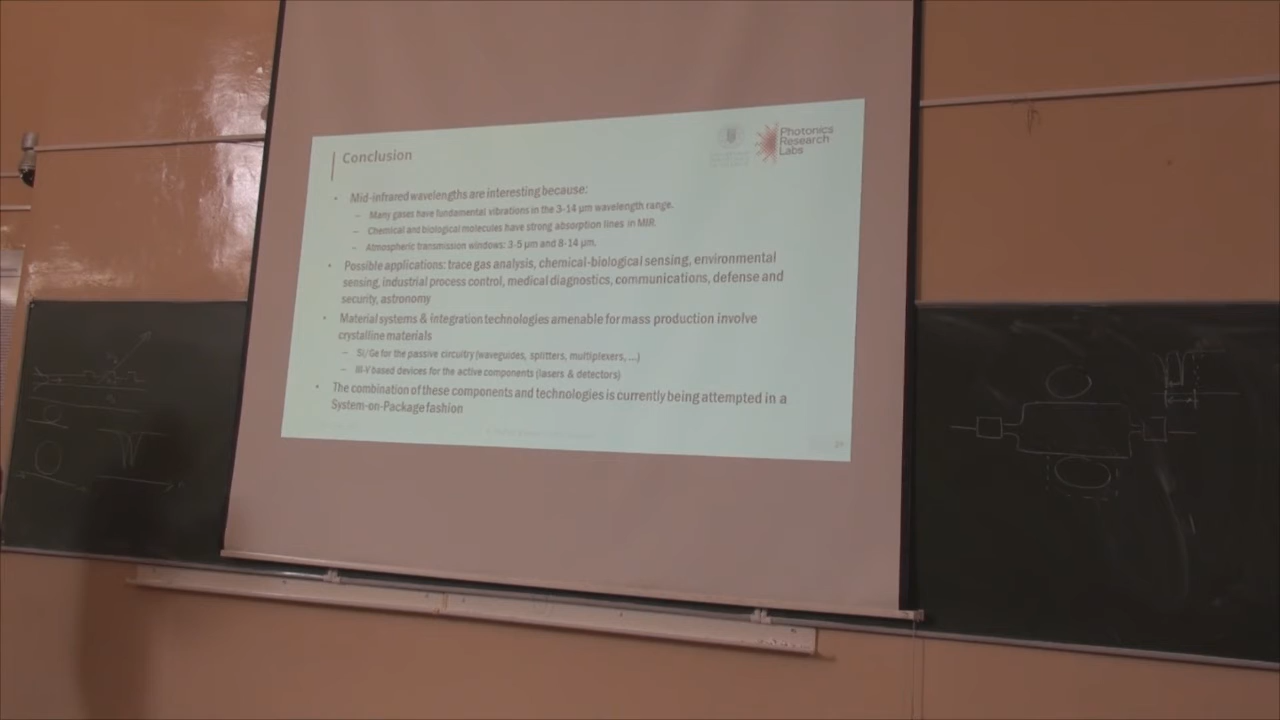 Conclusion
Photonics
Research
Labs
• Mid-infrared wavelengths are interesting because:
– Many gases have fundamental vibrations in the 3-14 µm wavelength range.
– Chemical and biological molecules have strong absorption lines in MIR.
– Atmospheric transmission windows: 3-5 µm and 8-14 µm.
• Possible applications: trace gas analysis, chemical-biological sensing, environmental
sensing, industrial process control, medical diagnostics, communications, defense and
security, astronomy
• Material systems & integration technologies amenable for mass production involve
crystalline materials
– Si/Ge for the passive circuitry (waveguides, splitters, multiplexers, ...)
– III-V based devices for the active components (lasers & detectors)
• The combination of these components and technologies is currently being attempted in a
System-on-Package fashion